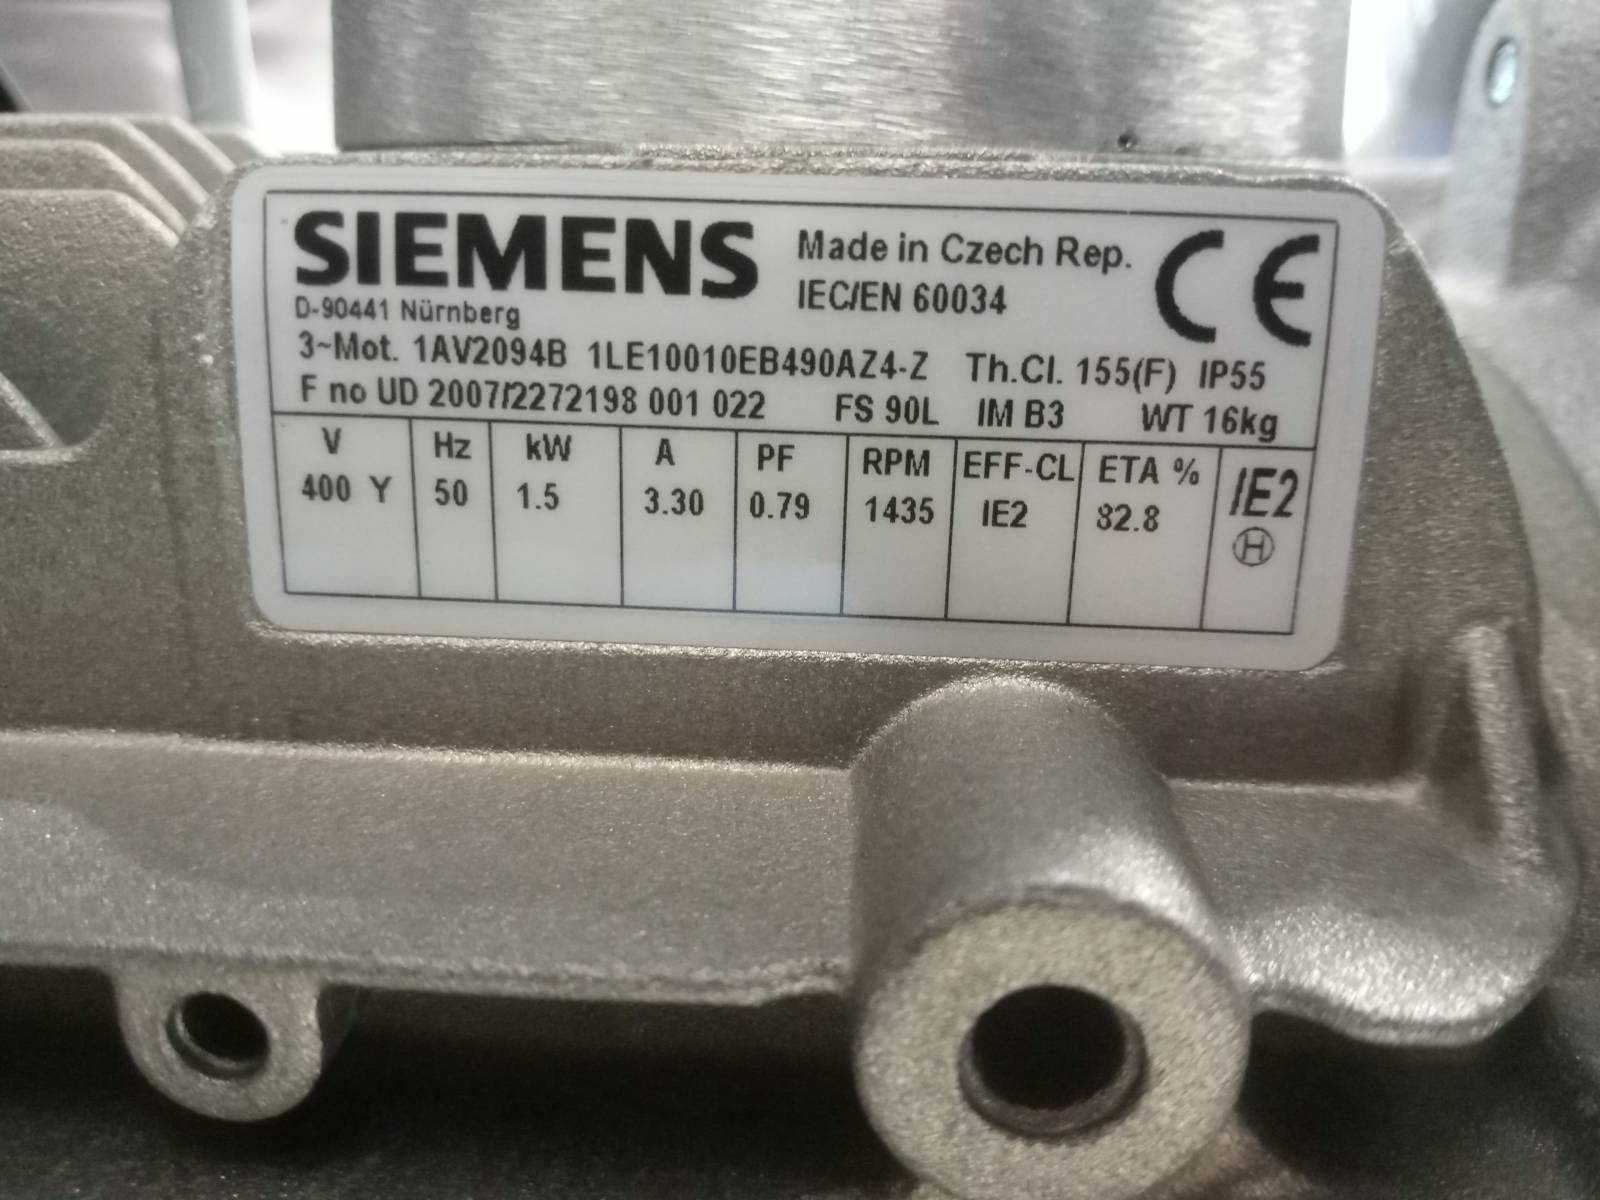 SIEMENS Made in Czech Rep. CE
D-90441 Nürnberg IEC/EN 60034
3~Mot. 1AV2094B 1LE10010EB490AZ4-Z Th.Cl. 155(F) IP55
F no UD 2007/2272198 001 022 FS 90L IM B3 WT 16kg
V Hz kW A PF RPM EFF-CL ETA % IE2
400 Y 50 1.5 3.30 0.79 1435 IE2 82.8 H